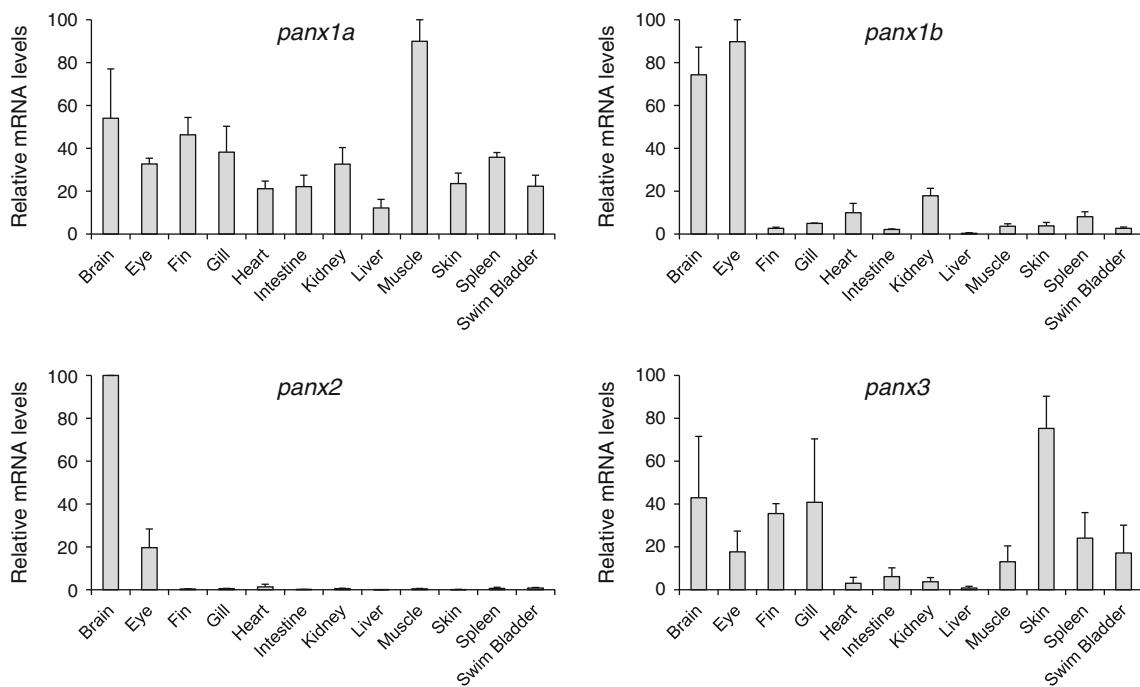 panx1a
Relative mRNA levels
100
80
60
40
20
0
Brain
Eye
Fin
Gill
Heart
Intestine
Kidney
Liver
Muscle
Skin
Spleen
Swim Bladder
panx1b
Relative mRNA levels
100
80
60
40
20
0
Brain
Eye
Fin
Gill
Heart
Intestine
Kidney
Liver
Muscle
Skin
Spleen
Swim Bladder
panx2
Relative mRNA levels
100
80
60
40
20
0
Brain
Eye
Fin
Gill
Heart
Intestine
Kidney
Liver
Muscle
Skin
Spleen
Swim Bladder
panx3
Relative mRNA levels
100
80
60
40
20
0
Brain
Eye
Fin
Gill
Heart
Intestine
Kidney
Liver
Muscle
Skin
Spleen
Swim Bladder